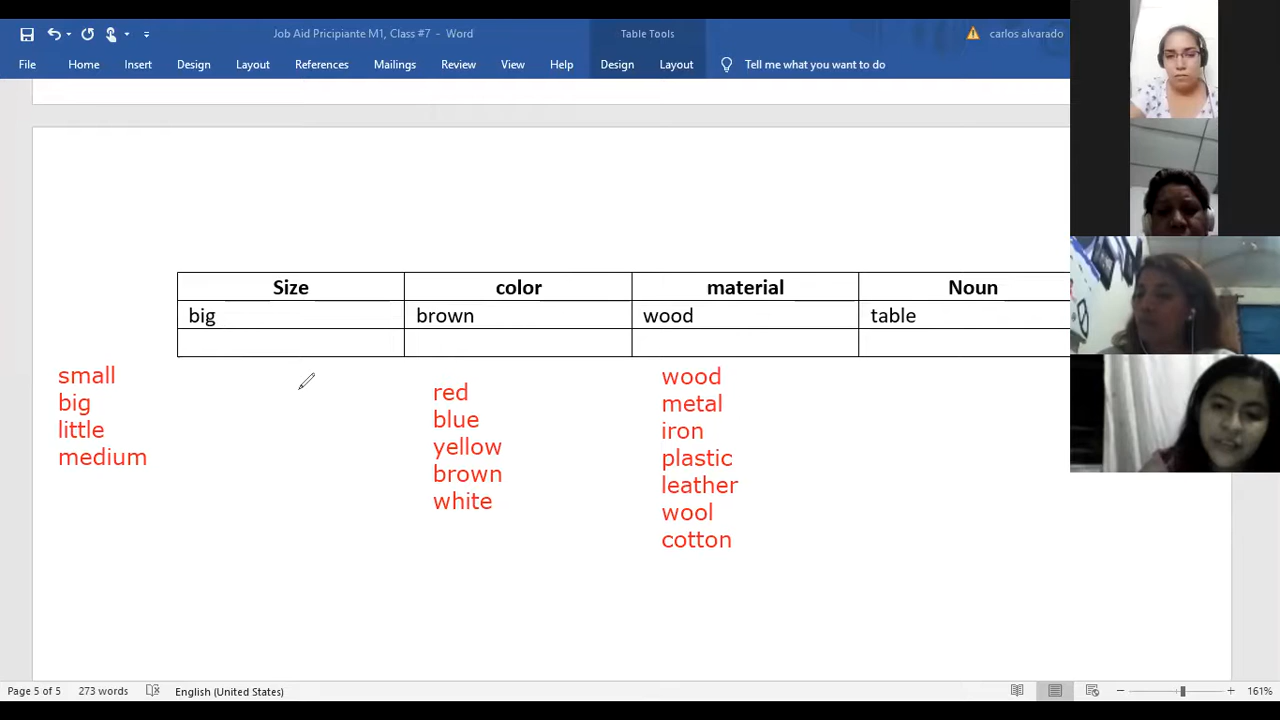 Job Aid Pricipiante M1, Class #7 - Word
Table Tools
carlos alvarado
File Home Insert Design Layout References Mailings Review View Help Design Layout Tell me what you want to do
Size color material Noun
big brown wood table
small
big
little
medium
red
blue
yellow
brown
white
wood
metal
iron
plastic
leather
wool
cotton
Page 5 of 5 273 words English (United States) 161%